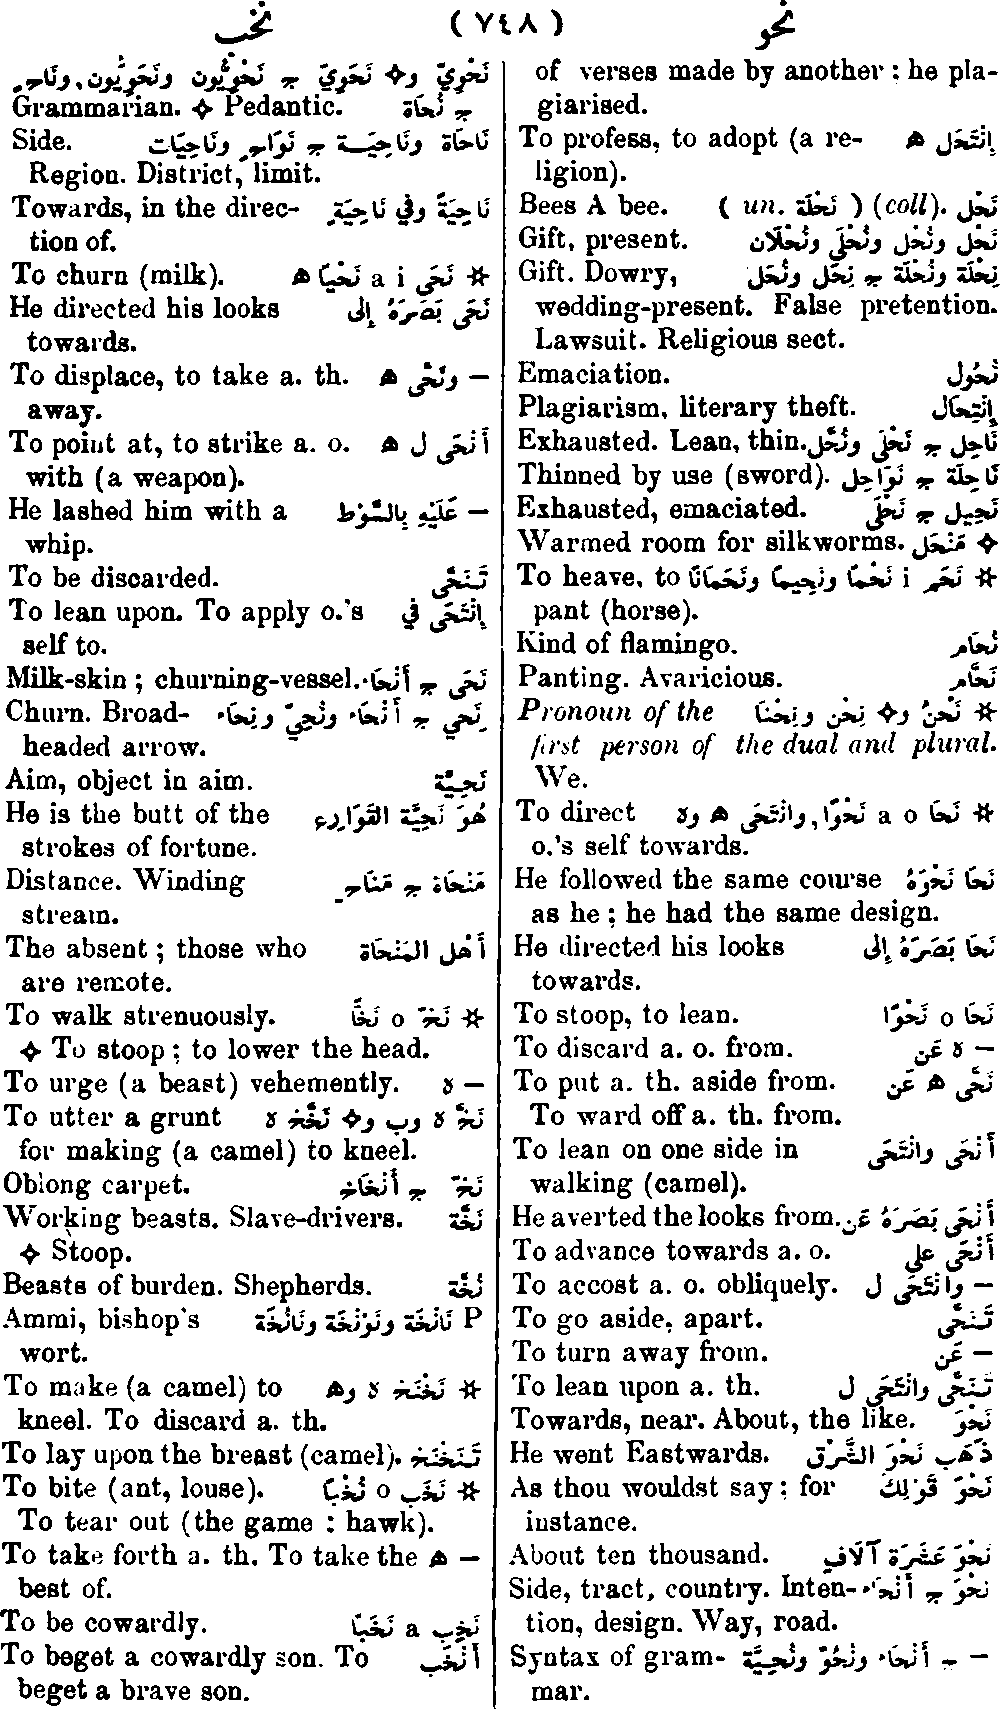 نحو (٧٤٨) نخب
of verses made by another : he pla-
giarised.
To profess, to adopt (a re- إِنْتَحَل ه
ligion).
Bees A bee. نَحْل (coll). ( un. نَحْلَة )
Gift, present. نَحْل ونُحْل ونُحْلَى ونُحْلَان
Gift. Dowry, نِحْلَة ونُحْلَة ج نِحَل ونُحَل
wedding-present. False pretention.
Lawsuit. Religious sect.
Emaciation. نُحُول
Plagiarism, literary theft. إِنْتِحَال
Exhausted. Lean, thin. نَاحِل ج نَحْلَى ونُحَّل
Thinned by use (sword). نَاحِلَة ج نَوَاحِل
Exhausted, emaciated. نَحِيل ج نَحْلَى
Warmed room for silkworms. ✧ مَنْحَل
To heave, to ✲ نَحَم i نَحْمًا ونَحِيمًا ونَحَمَانًا
pant (horse).
Kind of flamingo. نُحَام
Panting. Avaricious. نَحَّام
Pronoun of the ✲ نَحْنُ و✧ نِحْن ونِحْنَا
first person of the dual and plural.
We.
To direct ✲ نَحَا a o نَحْوًا, وانْتَحَى ه وه
o.'s self towards.
He followed the same course نَحَا نَحْوَهُ
as he ; he had the same design.
He directed his looks نَحَا بَصَرَهُ إِلى
towards.
To stoop, to lean. نَحَا o نَحْوًا
To discard a. o. from. — ه عَن
To put a. th. aside from. نَحَّى ه عَن
To ward off a. th. from.
To lean on one side in أَنْحَى وانْتَحَى
walking (camel).
He averted the looks from. أَنْحَى بَصَرَهُ عَن
To advance towards a. o. أَنْحَى على
To accost a. o. obliquely. — وانْتَحَى ل
To go aside, apart. تَنَحَّى
To turn away from. — عَن
To lean upon a. th. تَنَحَّى وانْتَحَى ل
Towards, near. About, the like. نَحْوَ
He went Eastwards. ذَهَب نَحْوَ الشَّرْق
As thou wouldst say ; for نَحْوَ قَوْلِكَ
instance.
About ten thousand. نَحْوَ عَشَرَة آلَاف
Side, tract, country. Inten- نَحْو ج أَنْحَاء
tion, design. Way, road.
Syntax of gram- — ج أَنْحَاء ونُحُوّ ونُحِيَّة
mar.
نَحْوِيّ و✧ نَحَوِيّ ج نَحْوِيُّون ونَحَوِيُّون, ونَاحٍ
Grammarian. ✧ Pedantic. ج نُحَاة
Side. نَاحَاة ونَاحِيَة ج نَوَاحٍ ونَاحِيَات
Region. District, limit.
Towards, in the direc- نَاحِيَةً وفي نَاحِيَةِ
tion of.
To churn (milk). ✲ نَحَى a i نَحْيًا ه
He directed his looks نَحَى بَصَرَهُ إِلى
towards.
To displace, to take a. th. — ونَحَّى ه
away.
To point at, to strike a. o. أَنْحَى ل ه
with (a weapon).
He lashed him with a — عَلَيْهِ بِالسَّوْط
whip.
To be discarded. تَنَحَّى
To lean upon. To apply o.'s إِنْتَحَى في
self to.
Milk-skin ; churning-vessel. نَحَى ج أَنْحَاء
Churn. Broad- نِحْي ج أَنْحَاء ونُحِيّ ونِحَاء
headed arrow.
Aim, object in aim. نَحِيَّة
He is the butt of the هُوَ نَحِيَّة القَوَارِع
strokes of fortune.
Distance. Winding مَنْحَاة ج مَنَاحٍ
stream.
The absent ; those who أَهْل المَنْحَاة
are remote.
To walk strenuously. ✲ نَخّ o نَخًّا
✧ To stoop ; to lower the head.
To urge (a beast) vehemently. — ه
To utter a grunt نَخَّ ه وب و✧ نَخَّخ ه
for making (a camel) to kneel.
Oblong carpet. نَخّ ج أَنْخَاخ
Working beasts. Slave-drivers. نَخَّة
✧ Stoop.
Beasts of burden. Shepherds. نُخَّة
Ammi, bishop's P نَانْخَة ونَوْنْخَة ونَانُخَة
wort.
To make (a camel) to ✲ نَخْنَخ ه وه
kneel. To discard a. th.
To lay upon the breast (camel). تَنَخْنَخ
To bite (ant, louse). ✲ نَخَب o نَخْبًا
To tear out (the game : hawk).
To take forth a. th. To take the — ه
best of.
To be cowardly. نَخِب a نَخَبًا
To beget a cowardly son. To أَنْخَب
beget a brave son.